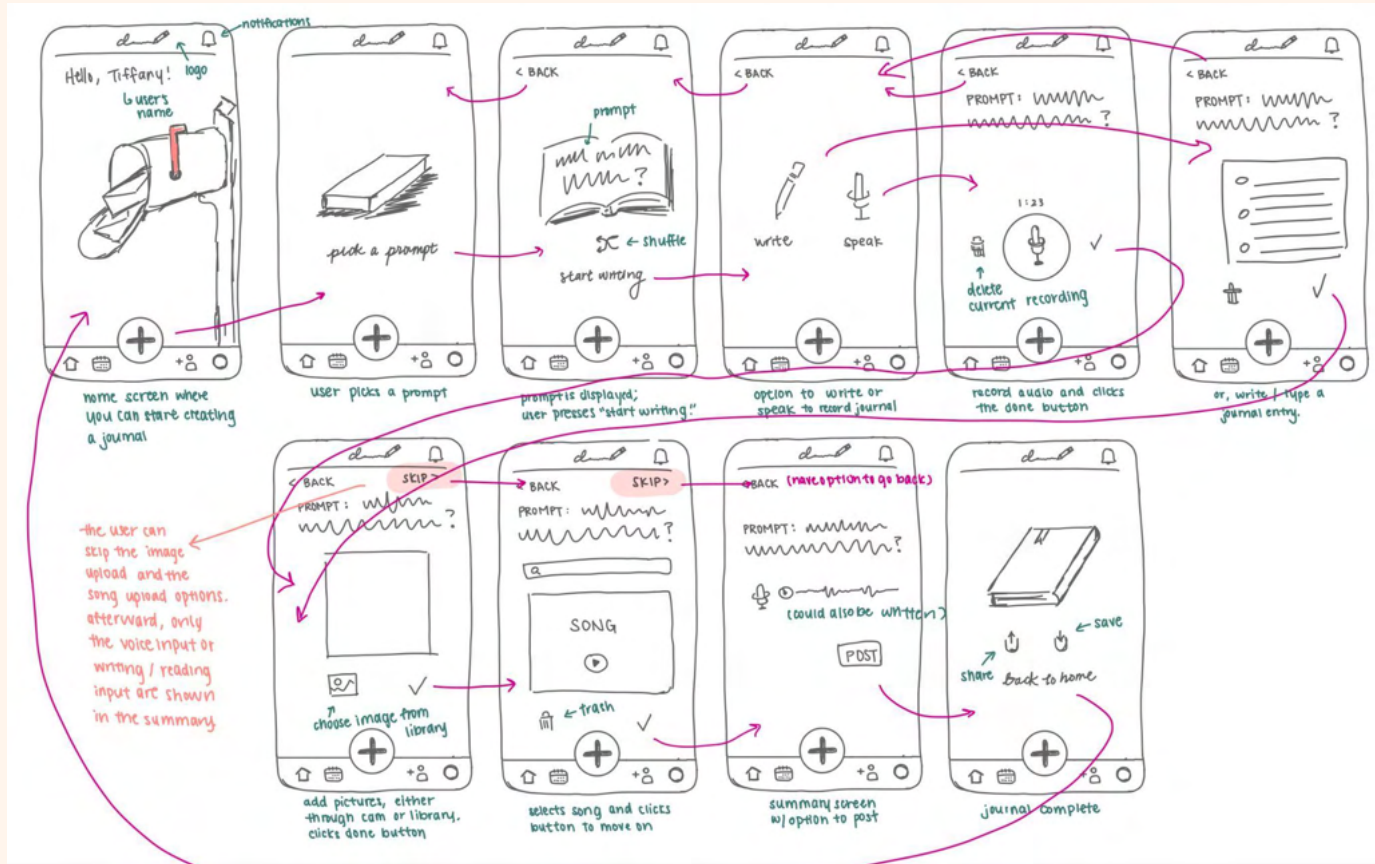 notifications
logo
Hello, Tiffany!
user's
name
home screen where
you can start creating
a journal
pick a prompt
user picks a prompt
< BACK
prompt
?
← shuffle
start writing
prompt is displayed;
user presses "start writing."
< BACK
write
speak
option to write or
speak to record journal
< BACK
PROMPT:
?
1:23
delete
current recording
record audio and clicks
the done button
< BACK
PROMPT:
?
or, write / type a
journal entry.
the user can
skip the image
upload and the
song upload options.
afterward, only
the voice input or
writing / reading
input are shown
in the summary
< BACK
SKIP >
PROMPT:
?
choose image from
library
add pictures, either
through cam or library.
clicks done button
< BACK
SKIP>
PROMPT:
?
SONG
← trash
selects song and clicks
button to move on
BACK (have option to go back)
PROMPT:
?
(could also be written)
POST
summary screen
w/ option to post
share
← save
Back to home
journal complete